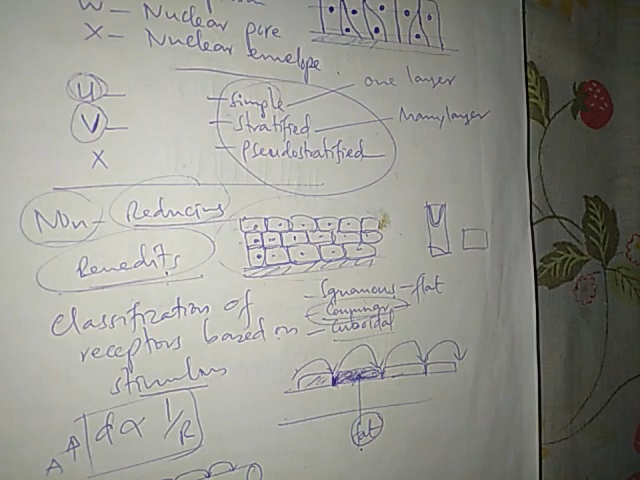 W -
X - Nuclear pore
X - Nuclear envelope.
U -
V -
X
- Simple - one layer
- Stratified - Many layer
- Pseudostratified
Non - Reducing
Benedits
Classification of
receptors based on
stimulus
- Squamous - flat
- Cuboidal
A ↑ d ∝ 1/R
fat